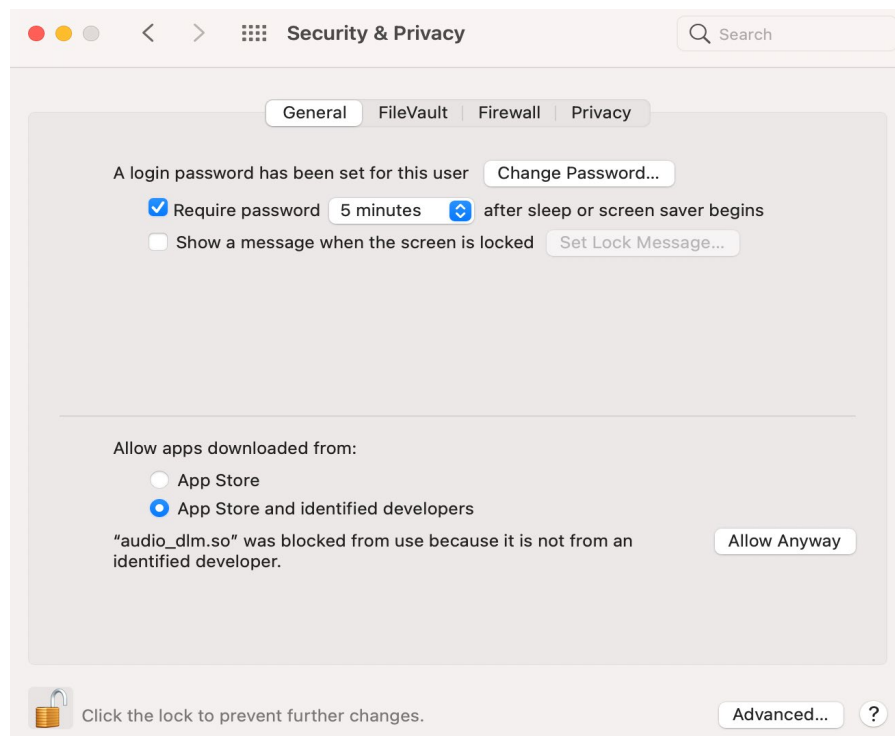 Security & Privacy
Search
General FileVault Firewall Privacy
A login password has been set for this user Change Password...
Require password 5 minutes after sleep or screen saver begins
Show a message when the screen is locked Set Lock Message...
Allow apps downloaded from:
App Store
App Store and identified developers
“audio_dlm.so” was blocked from use because it is not from an Allow Anyway
identified developer.
Click the lock to prevent further changes. Advanced... ?